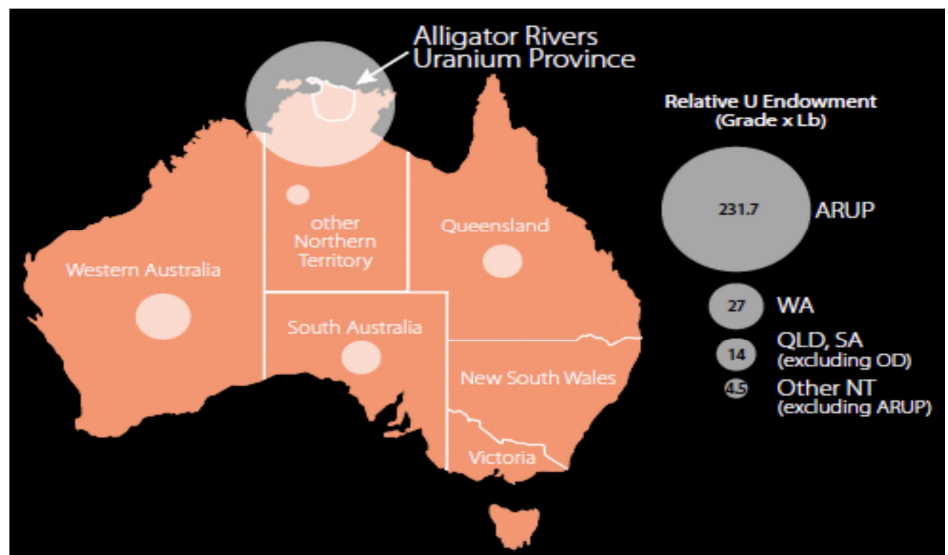 Alligator Rivers
Uranium Province
Relative U Endowment
(Grade x Lb)
231.7
ARUP
other
Northern
Territory
Queensland
Western Australia
27
WA
South Australia
QLD, SA
14
(excluding OD)
New South Wales
4.5
Other NT
(excluding ARUP)
Victoria